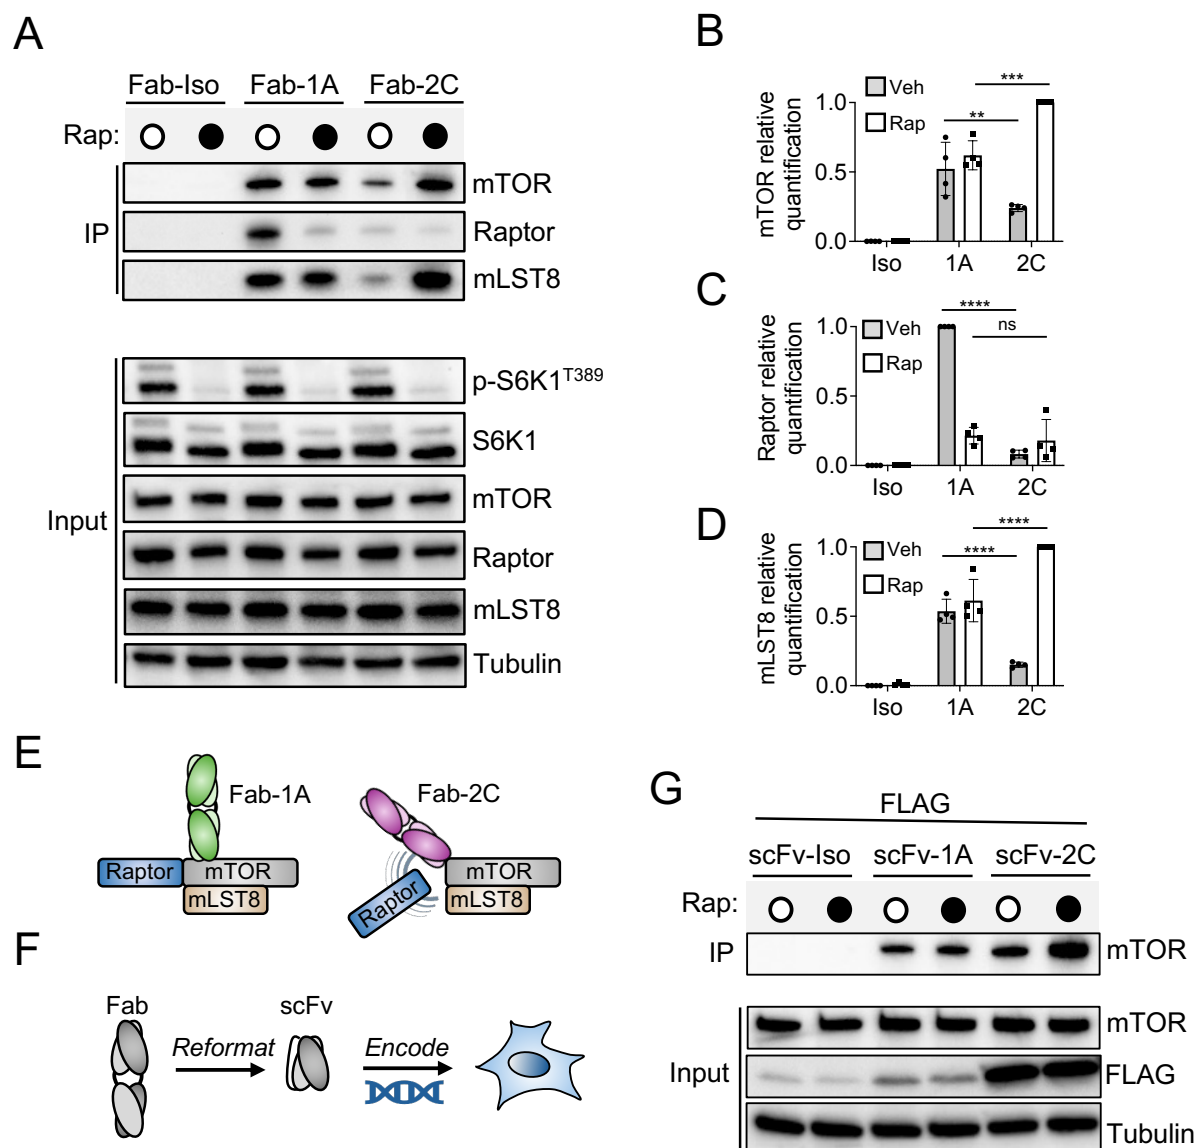 A
Fab-Iso Fab-1A Fab-2C
Rap:
IP
mTOR
Raptor
mLST8
Input
p-S6K1T389
S6K1
mTOR
Raptor
mLST8
Tubulin
B
mTOR relative
quantification
Veh
Rap
***
**
1.0
0.5
0.0
Iso 1A 2C
C
Raptor relative
quantification
Veh
Rap
****
ns
1.0
0.5
0.0
Iso 1A 2C
D
mLST8 relative
quantification
Veh
Rap
****
****
1.0
0.5
0.0
Iso 1A 2C
E
Fab-1A
Raptor mTOR
mLST8
Fab-2C
Raptor
mTOR
mLST8
F
Fab
Reformat
scFv
Encode
G
FLAG
scFv-Iso scFv-1A scFv-2C
Rap:
IP
mTOR
Input
mTOR
FLAG
Tubulin